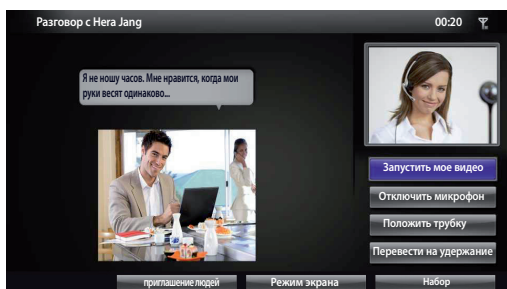 Разговор с Hera Jang
00:20
Я не ношу часов. Мне нравится, когда мои
руки весят одинаково...
Запустить мое видео
Отключить микрофон
Положить трубку
Перевести на удержание
приглашение людей
Режим экрана
Набор